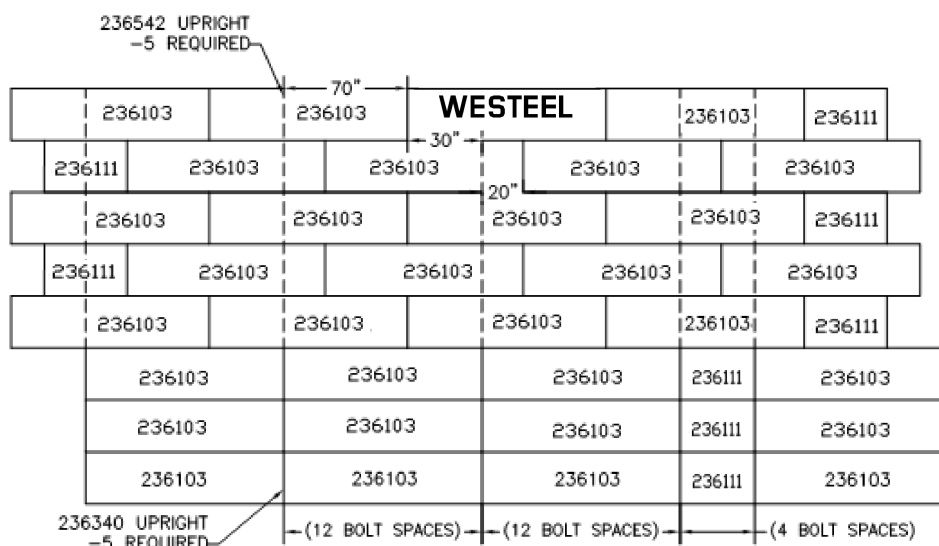 236542 UPRIGHT
-5 REQUIRED
70"
236103 236103 WESTEEL 236103 236111
30"
236111 236103 236103 236103 236103
20"
236103 236103 236103 236103 236111
236111 236103 236103 236103 236103
236103 236103 236103 236103 236111
236103 236103 236103 236111 236103
236103 236103 236103 236111 236103
236103 236103 236103 236111 236103
236340 UPRIGHT
-5 REQUIRED
(12 BOLT SPACES) (12 BOLT SPACES) (4 BOLT SPACES)